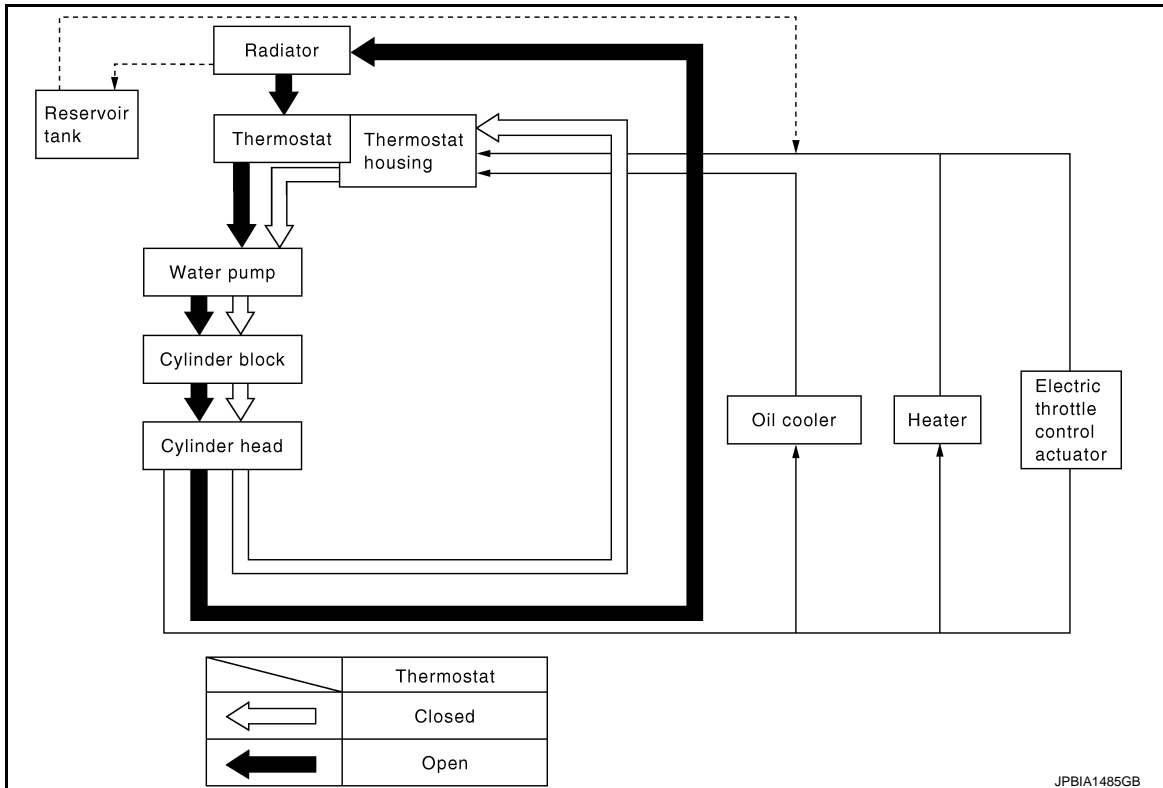 Radiator
Reservoir
tank
Thermostat
Thermostat
housing
Water pump
Cylinder block
Cylinder head
Oil cooler
Heater
Electric
throttle
control
actuator
Thermostat
Closed
Open
JPBIA1485GB